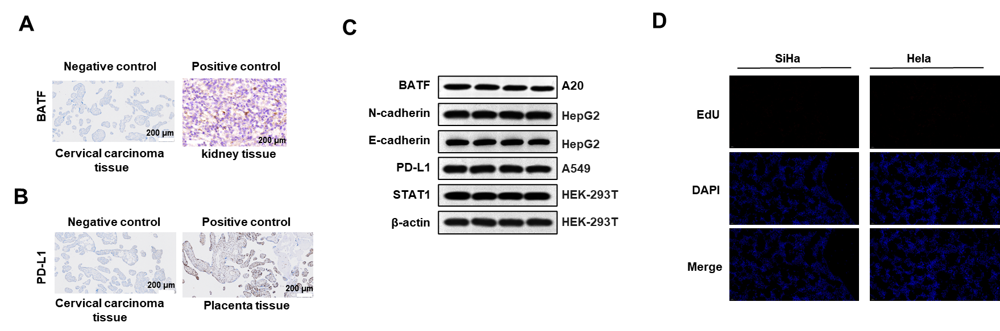 A
Negative control
Positive control
BATF
200 µm
200 µm
Cervical carcinoma
tissue
kidney tissue
B
Negative control
Positive control
PD-L1
200 µm
200 µm
Cervical carcinoma
tissue
Placenta tissue
C
BATF
A20
N-cadherin
HepG2
E-cadherin
HepG2
PD-L1
A549
STAT1
HEK-293T
β-actin
HEK-293T
D
SiHa
Hela
EdU
DAPI
Merge